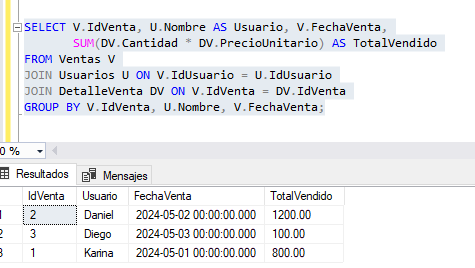 SELECT V.IdVenta, U.Nombre AS Usuario, V.FechaVenta,
SUM(DV.Cantidad * DV.PrecioUnitario) AS TotalVendido
FROM Ventas V
JOIN Usuarios U ON V.IdUsuario = U.IdUsuario
JOIN DetalleVenta DV ON V.IdVenta = DV.IdVenta
GROUP BY V.IdVenta, U.Nombre, V.FechaVenta;
0 %
Resultados Mensajes
IdVenta Usuario FechaVenta TotalVendido
1 2 Daniel 2024-05-02 00:00:00.000 1200.00
2 3 Diego 2024-05-03 00:00:00.000 100.00
3 1 Karina 2024-05-01 00:00:00.000 800.00